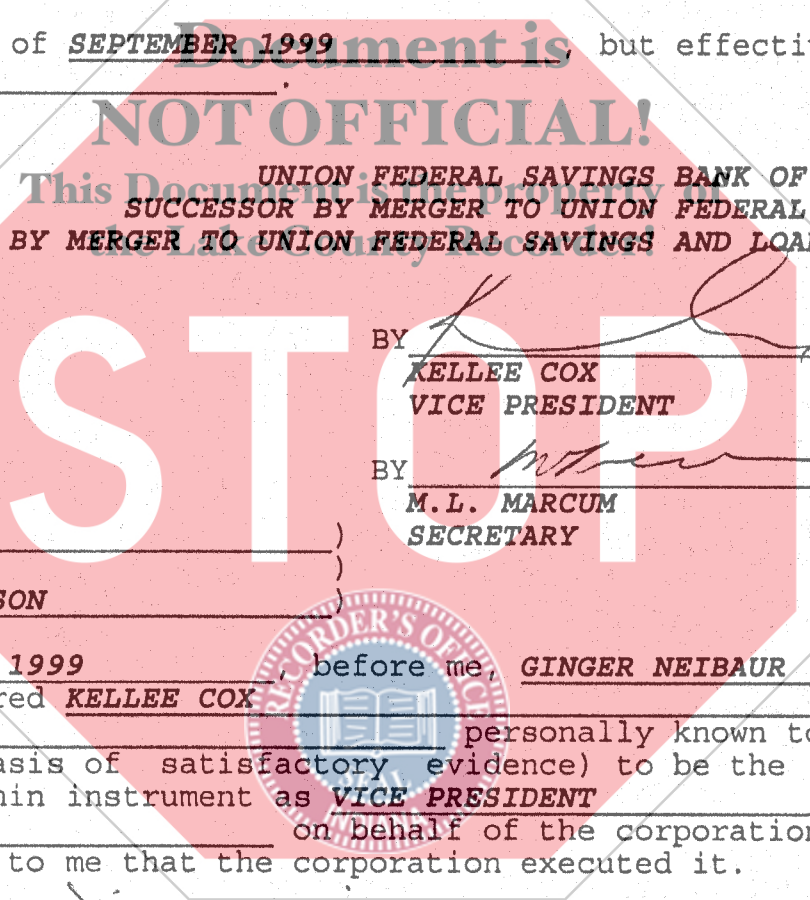 of SEPTEMBER 1999, but effecti
Document is
NOT OFFICIAL!
This Document is the property of
the Lake County Recorder!
UNION FEDERAL SAVINGS BANK OF
SUCCESSOR BY MERGER TO UNION FEDERAL
BY MERGER TO UNION FEDERAL SAVINGS AND LOA
STOP
BY
KELLEE COX
VICE PRESIDENT
BY
M.L. MARCUM
SECRETARY
)
)
SON )
RECORDER'S OFFICE
SEAL
INDIANA
1999, before me, GINGER NEIBAUR
red KELLEE COX
personally known to
asis of satisfactory evidence) to be the
hin instrument as VICE PRESIDENT
on behalf of the corporation
to me that the corporation executed it.